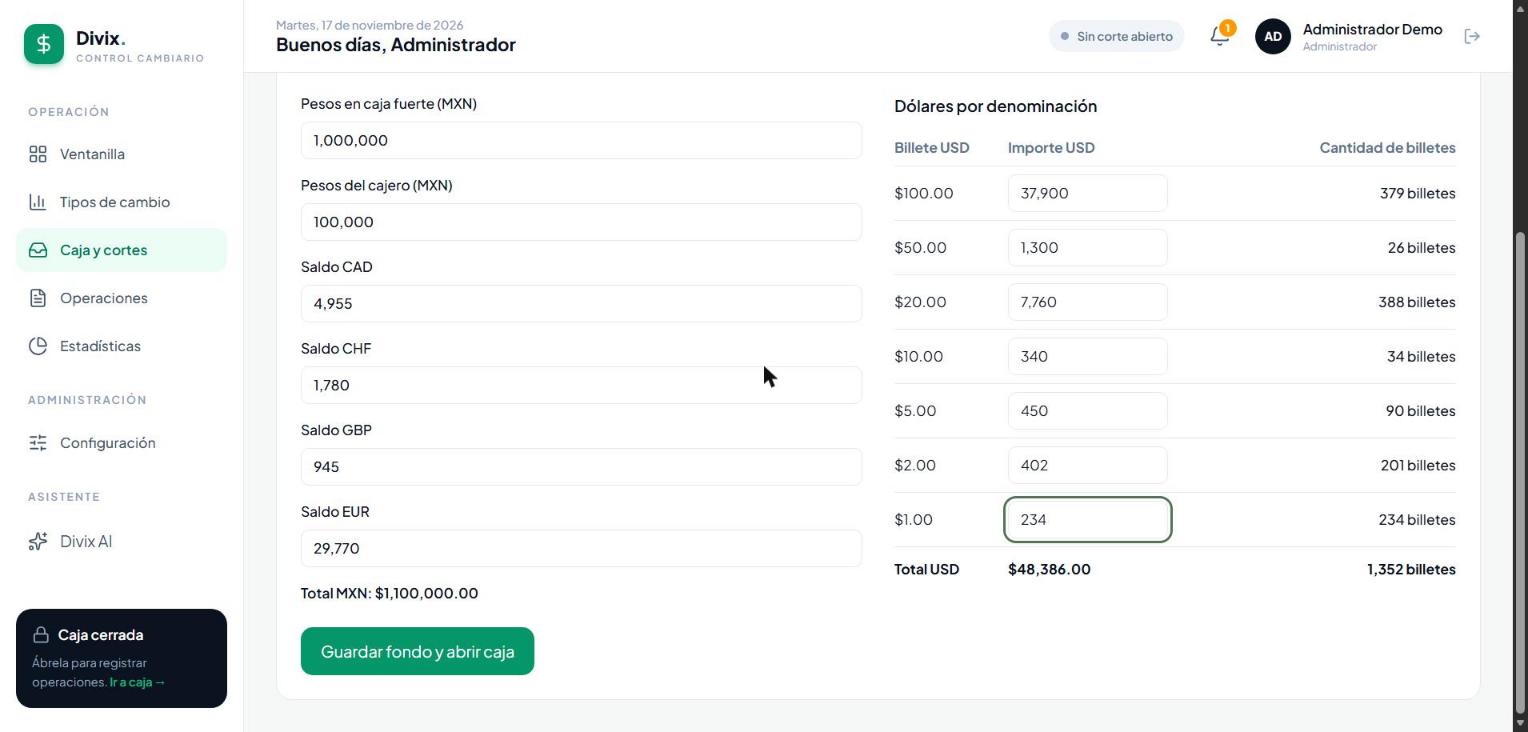 Divix.
CONTROL CAMBIARIO
OPERACIÓN
Ventanilla
Tipos de cambio
Caja y cortes
Operaciones
Estadísticas
ADMINISTRACIÓN
Configuración
ASISTENTE
Divix AI
Caja cerrada
Ábrela para registrar
operaciones. Ir a caja →
Martes, 17 de noviembre de 2026
Buenos días, Administrador
Sin corte abierto
1
AD
Administrador Demo
Administrador
Pesos en caja fuerte (MXN)
1,000,000
Pesos del cajero (MXN)
100,000
Saldo CAD
4,955
Saldo CHF
1,780
Saldo GBP
945
Saldo EUR
29,770
Total MXN: $1,100,000.00
Guardar fondo y abrir caja
Dólares por denominación
Billete USD Importe USD Cantidad de billetes
$100.00 37,900 379 billetes
$50.00 1,300 26 billetes
$20.00 7,760 388 billetes
$10.00 340 34 billetes
$5.00 450 90 billetes
$2.00 402 201 billetes
$1.00 234 234 billetes
Total USD $48,386.00 1,352 billetes